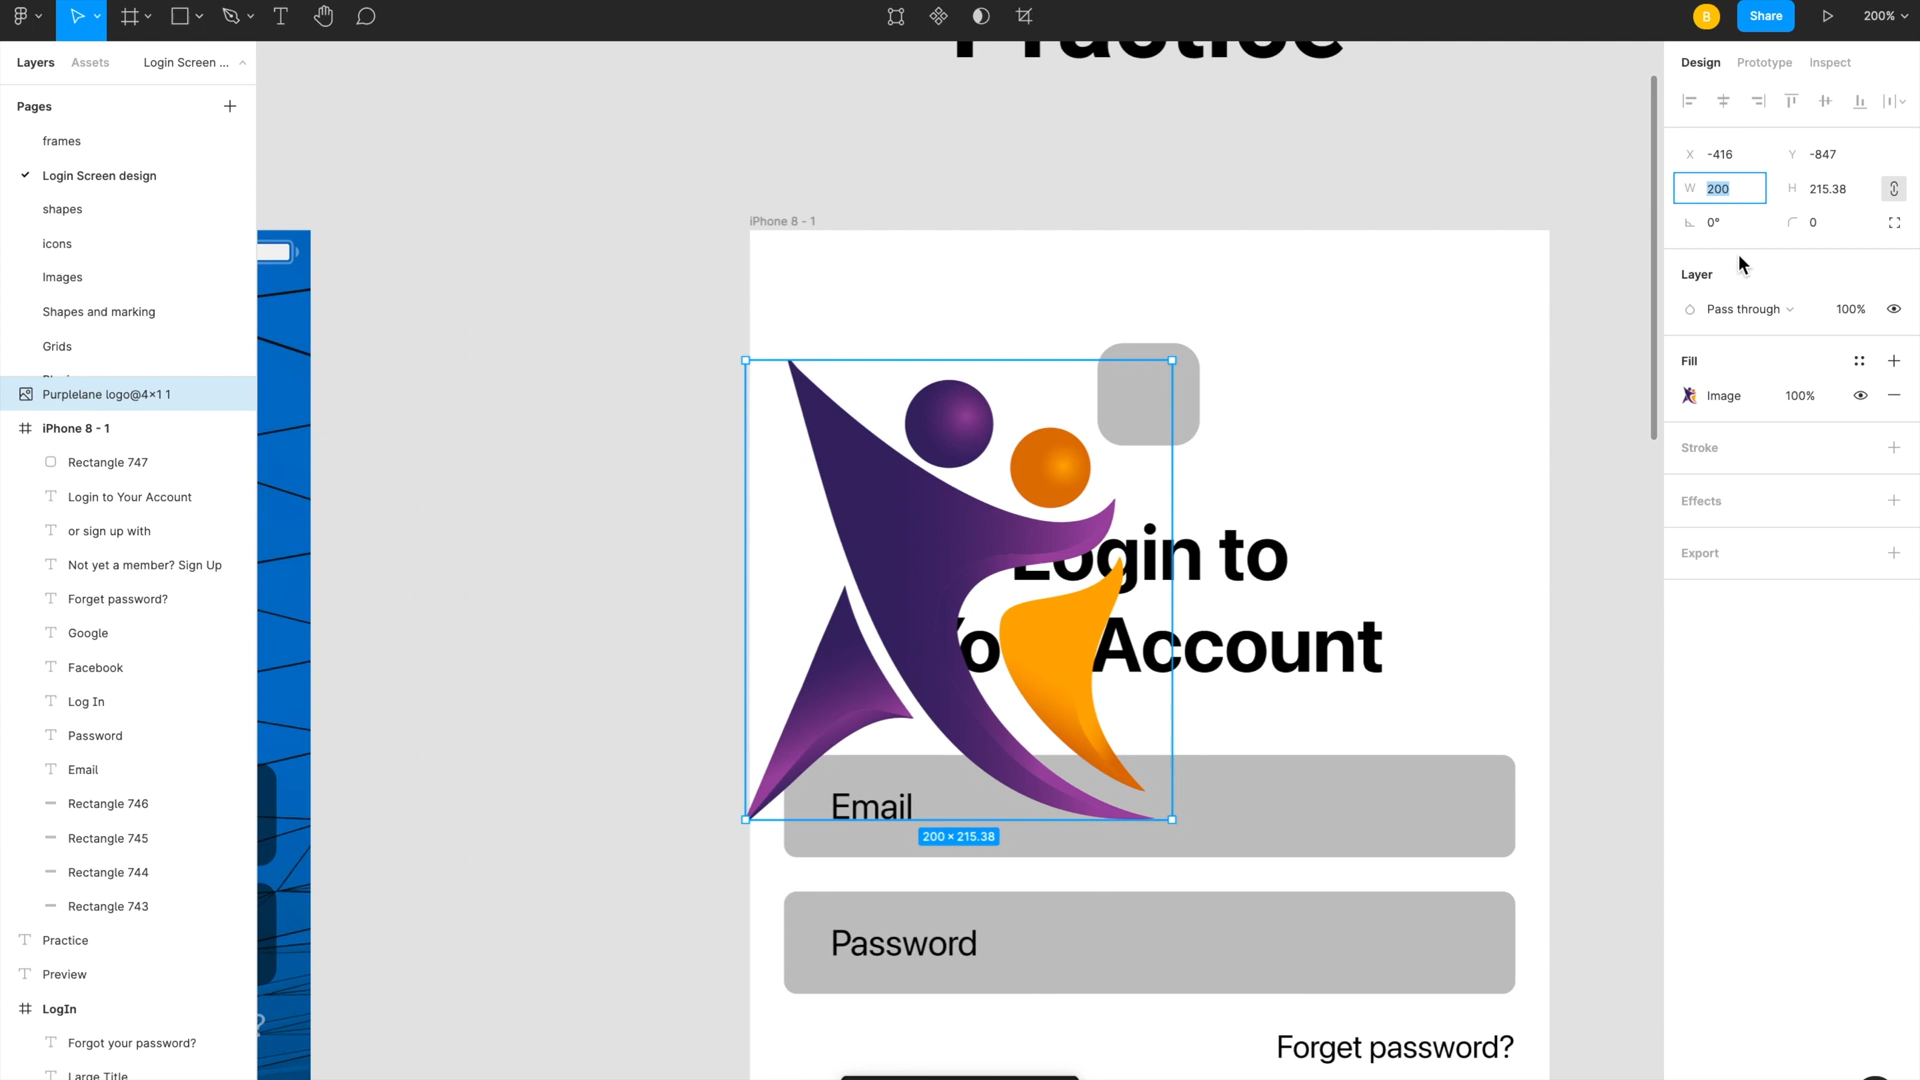 B
Share
200%
Layers
Assets
Login Screen ...
Pages
frames
Login Screen design
shapes
icons
Images
Shapes and marking
Grids
Purplelane logo@4×1 1
iPhone 8 - 1
Rectangle 747
Login to Your Account
or sign up with
Not yet a member? Sign Up
Forget password?
Google
Facebook
Log In
Password
Email
Rectangle 746
Rectangle 745
Rectangle 744
Rectangle 743
Practice
Preview
LogIn
Forgot your password?
Large Title
Practice
iPhone 8 - 1
Login to
Account
Email
200 × 215.38
Password
Forget password?
?
Design
Prototype
Inspect
X -416
Y -847
W 200
H 215.38
0°
0
Layer
Pass through
100%
Fill
Image
100%
Stroke
Effects
Export